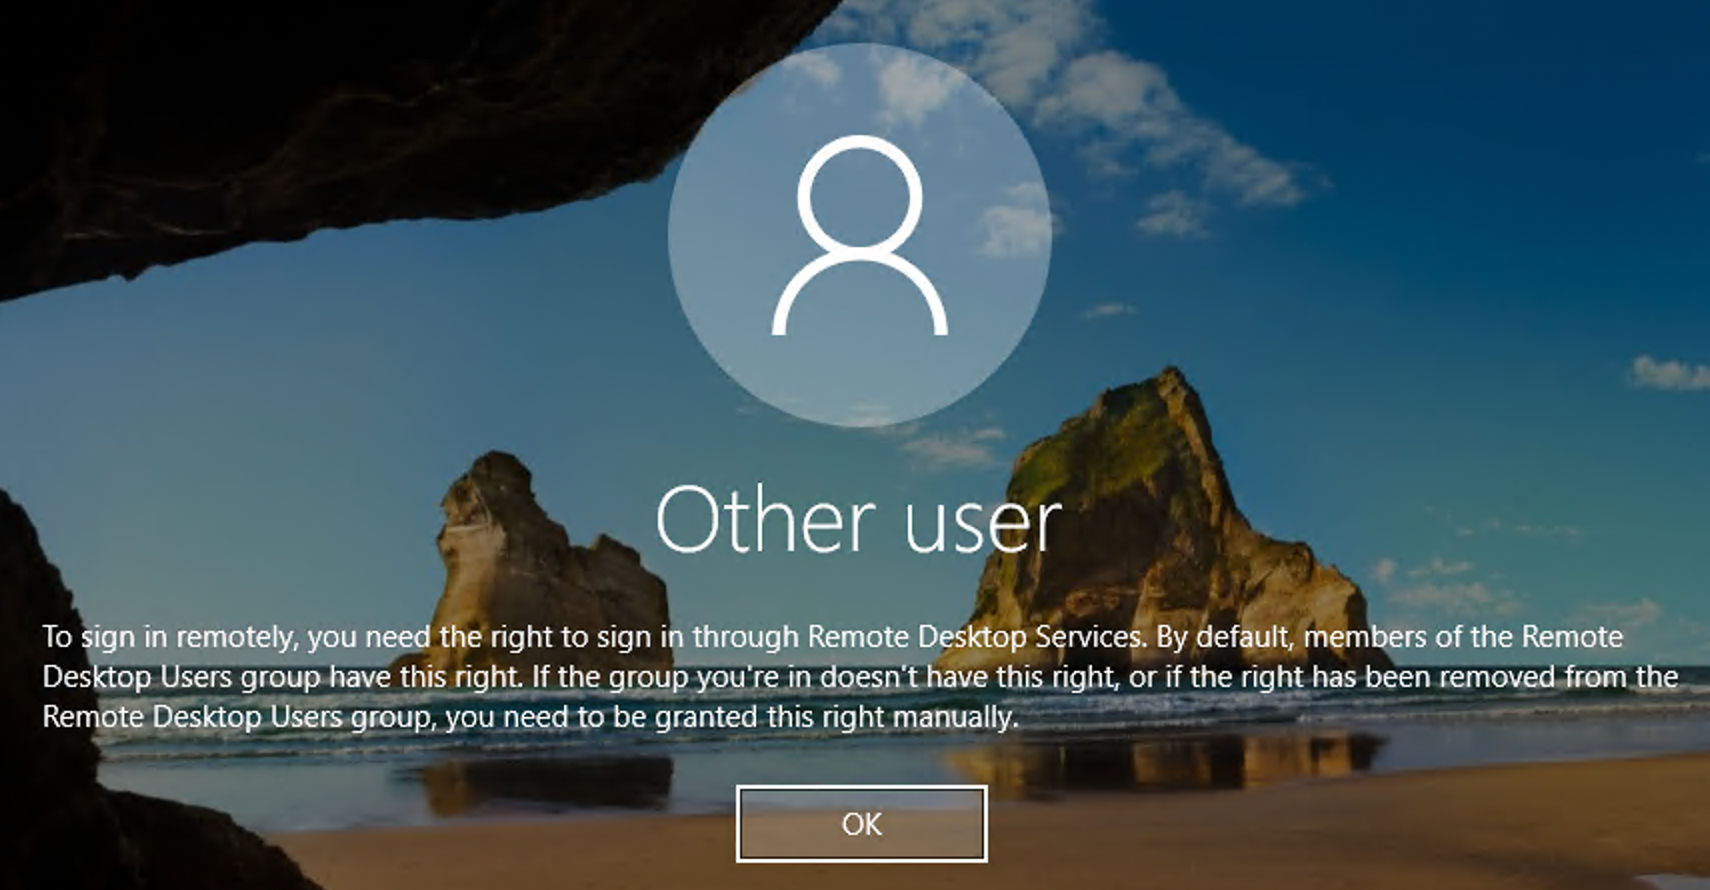 Other user
To sign in remotely, you need the right to sign in through Remote Desktop Services. By default, members of the Remote
Desktop Users group have this right. If the group you're in doesn't have this right, or if the right has been removed from the
Remote Desktop Users group, you need to be granted this right manually.
OK